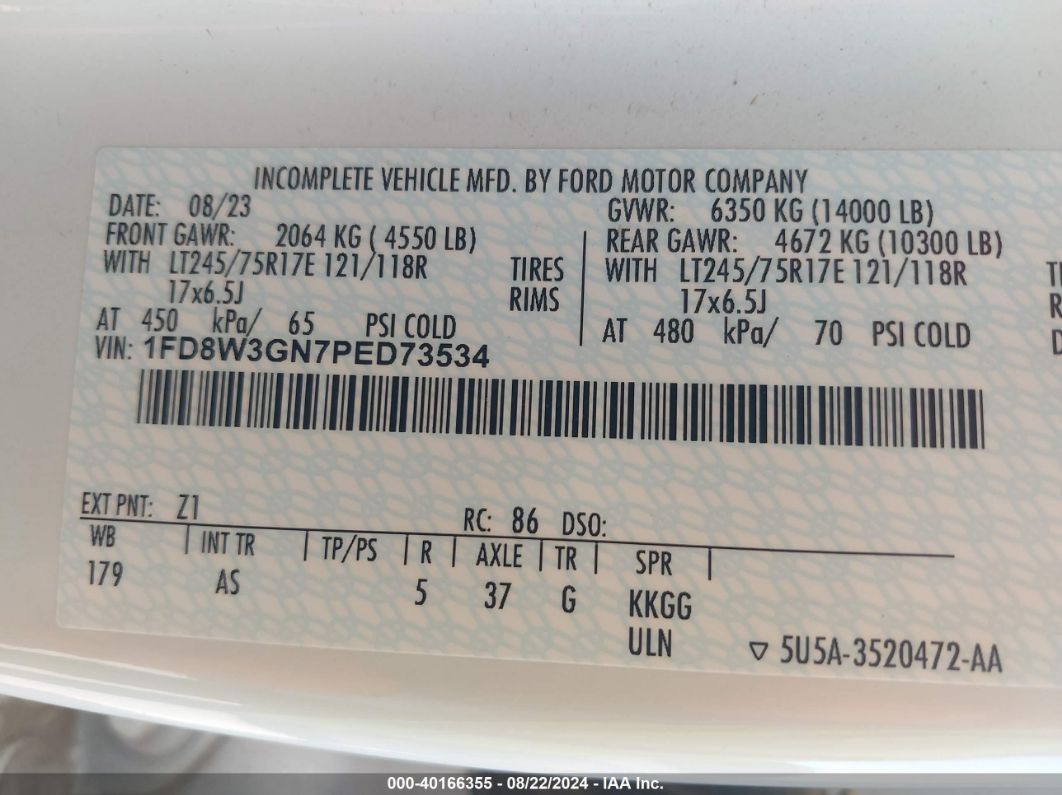 INCOMPLETE VEHICLE MFD. BY FORD MOTOR COMPANY
DATE: 08/23 GVWR: 6350 KG (14000 LB)
FRONT GAWR: 2064 KG ( 4550 LB) REAR GAWR: 4672 KG (10300 LB)
WITH LT245/75R17E 121/118R TIRES WITH LT245/75R17E 121/118R
17x6.5J RIMS 17x6.5J
AT 450 kPa/ 65 PSI COLD AT 480 kPa/ 70 PSI COLD
VIN: 1FD8W3GN7PED73534
EXT PNT: Z1 RC: 86 DSO:
WB INT TR TP/PS R AXLE TR SPR
179 AS 5 37 G KKGG
ULN ▽ 5U5A-3520472-AA
000-40166355 - 08/22/2024 - IAA Inc.